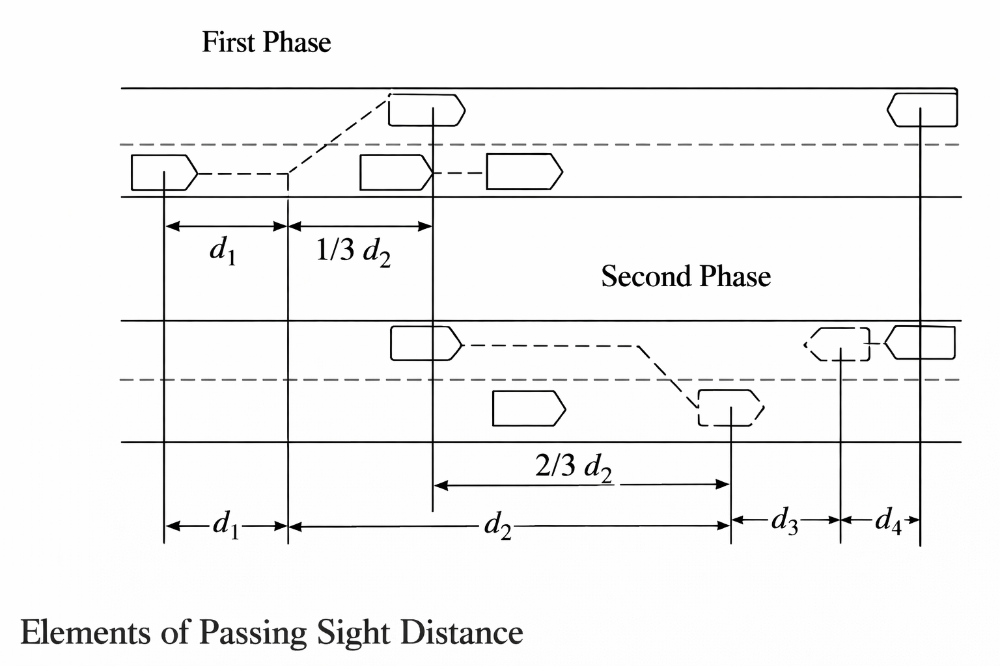 First Phase
d₁
1/3 d₂
Second Phase
2/3 d₂
d₁
d₂
d₃
d₄
Elements of Passing Sight Distance